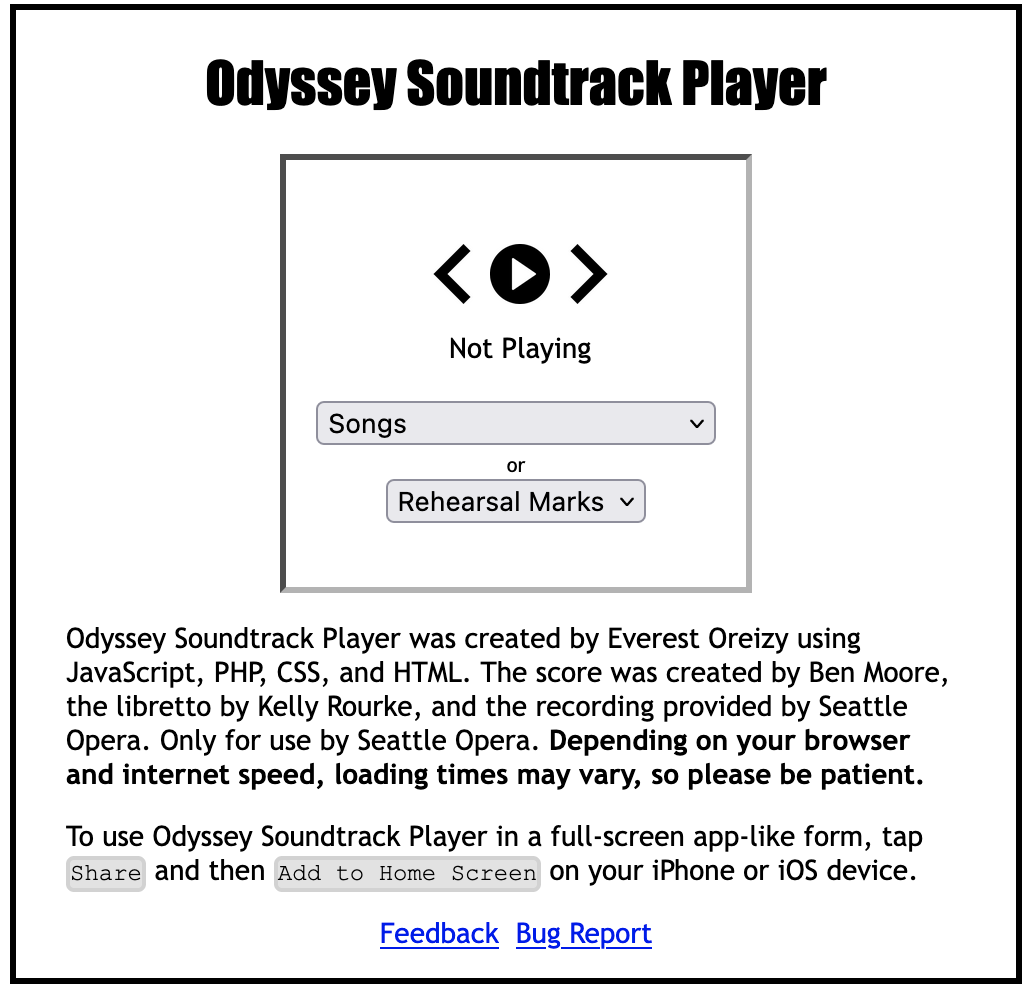 Odyssey Soundtrack Player
Not Playing
Songs
or
Rehearsal Marks
Odyssey Soundtrack Player was created by Everest Oreizy using
JavaScript, PHP, CSS, and HTML. The score was created by Ben Moore,
the libretto by Kelly Rourke, and the recording provided by Seattle
Opera. Only for use by Seattle Opera. Depending on your browser
and internet speed, loading times may vary, so please be patient.
To use Odyssey Soundtrack Player in a full-screen app-like form, tap
Share and then Add to Home Screen on your iPhone or iOS device.
Feedback Bug Report